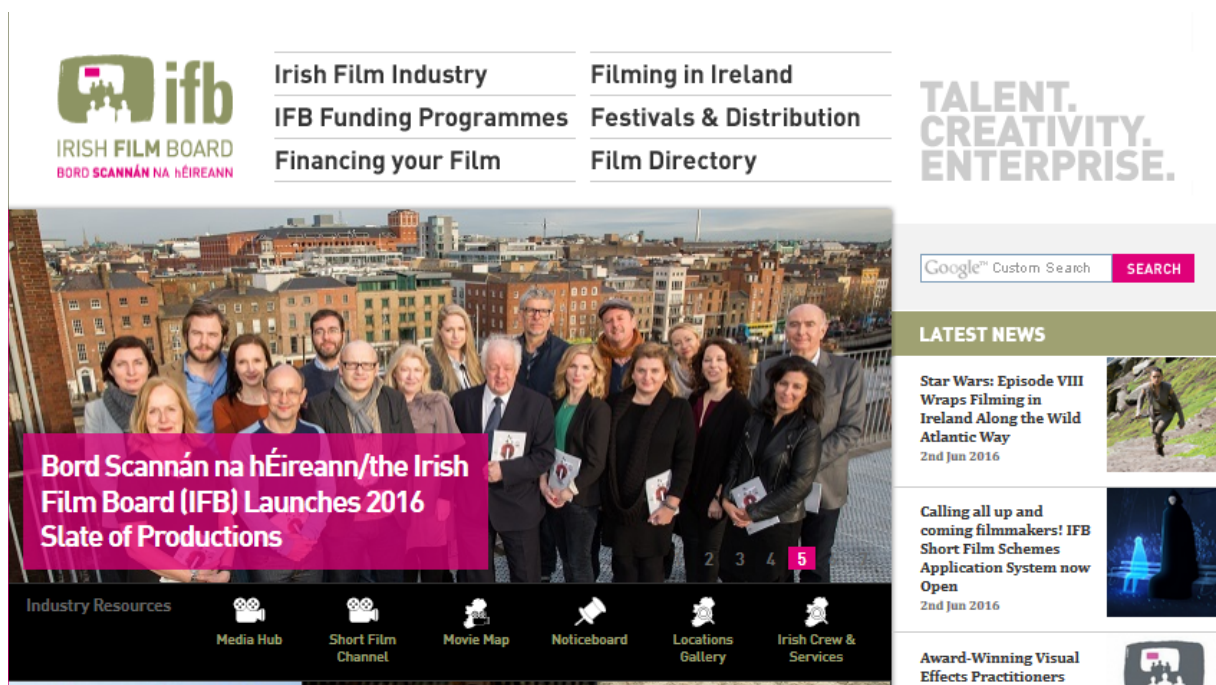 ifb
IRISH FILM BOARD
BORD SCANNÁN NA hÉIREANN
Irish Film Industry
IFB Funding Programmes
Financing your Film
Filming in Ireland
Festivals & Distribution
Film Directory
TALENT.
CREATIVITY.
ENTERPRISE.
Google™ Custom Search
SEARCH
Bord Scannán na hÉireann/the Irish
Film Board (IFB) Launches 2016
Slate of Productions
2 3 4 5
Industry Resources
Media Hub
Short Film
Channel
Movie Map
Noticeboard
Locations
Gallery
Irish Crew &
Services
LATEST NEWS
Star Wars: Episode VIII
Wraps Filming in
Ireland Along the Wild
Atlantic Way
2nd Jun 2016
Calling all up and
coming filmmakers! IFB
Short Film Schemes
Application System now
Open
2nd Jun 2016
Award-Winning Visual
Effects Practitioners